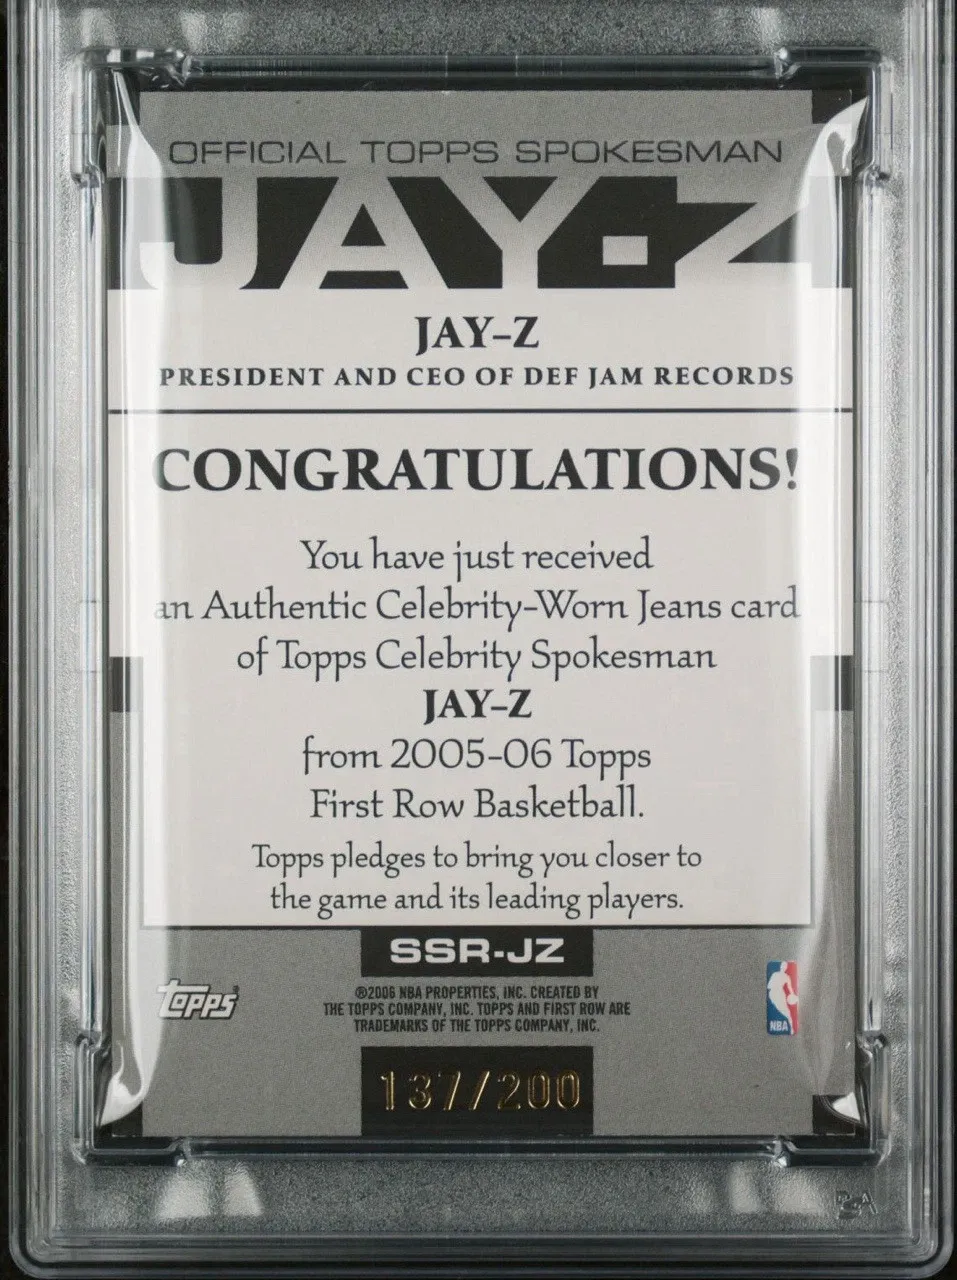 OFFICIAL TOPPS SPOKESMAN
JAY-Z
JAY-Z
PRESIDENT AND CEO OF DEF JAM RECORDS
CONGRATULATIONS!
You have just received
an Authentic Celebrity-Worn Jeans card
of Topps Celebrity Spokesman
JAY-Z
from 2005-06 Topps
First Row Basketball.
Topps pledges to bring you closer to
the game and its leading players.
SSR-JZ
Topps
©2006 NBA PROPERTIES, INC. CREATED BY
THE TOPPS COMPANY, INC. TOPPS AND FIRST ROW ARE
TRADEMARKS OF THE TOPPS COMPANY, INC.
NBA
137/200
PSA